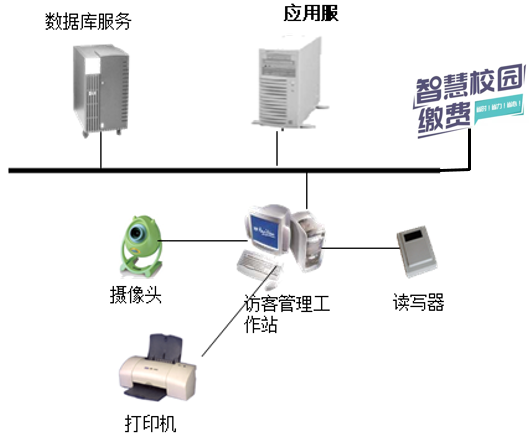 数据库服务
应用服
智慧校园
缴费
摄像头
访客管理工
作站
读写器
打印机